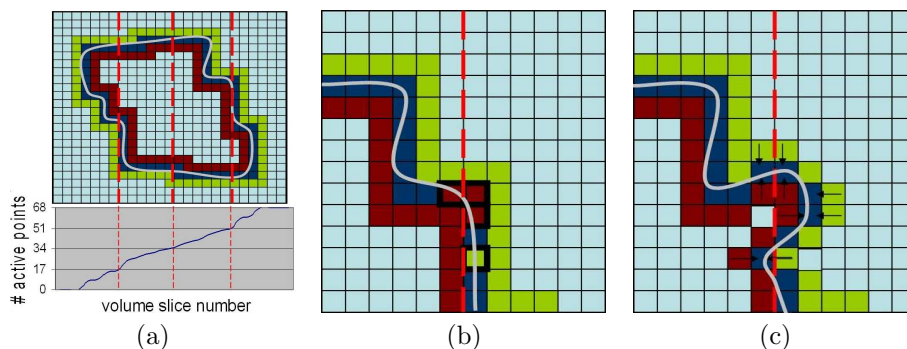 # active points
68
51
34
17
0
volume slice number
(a)
(b)
(c)